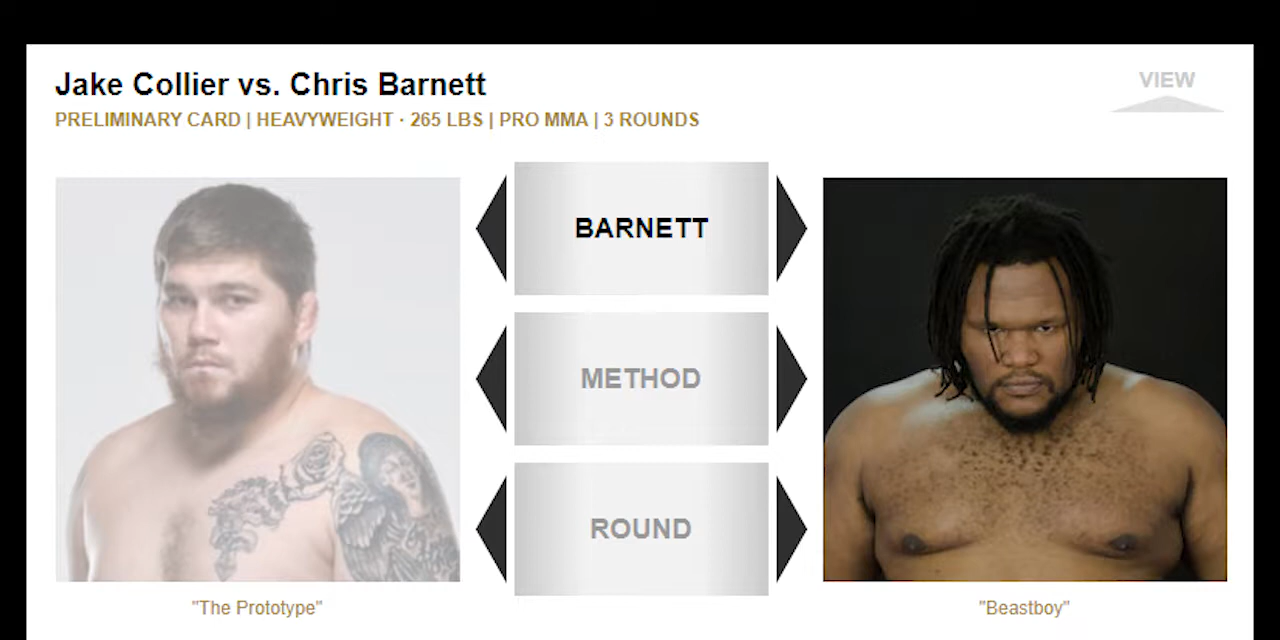 Jake Collier vs. Chris Barnett
VIEW
PRELIMINARY CARD | HEAVYWEIGHT · 265 LBS | PRO MMA | 3 ROUNDS
BARNETT
METHOD
ROUND
"The Prototype"
"Beastboy"